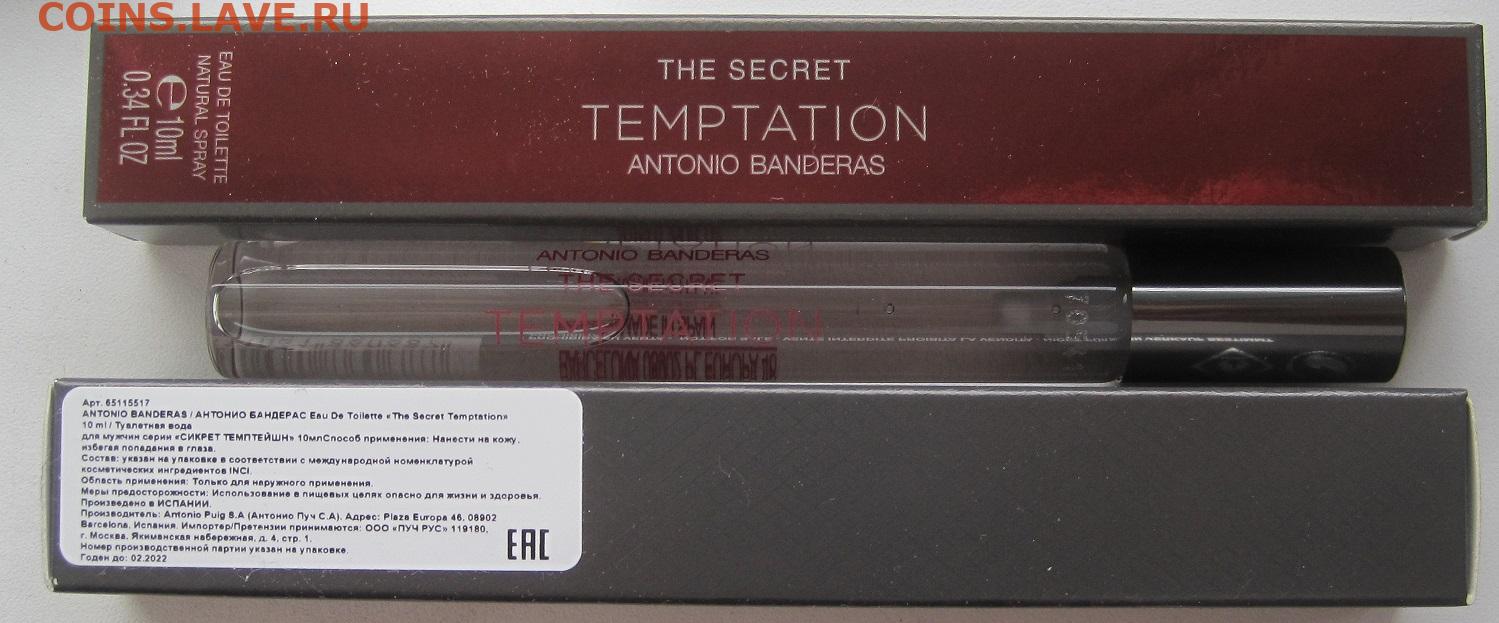 COINS.LAVE.RU
EAU DE TOILETTE
NATURAL SPRAY
e 10ml
0.34 FL OZ
THE SECRET
TEMPTATION
ANTONIO BANDERAS
ANTONIO BANDERAS
THE SECRET
TEMPTATION
Арт. 65115517
ANTONIO BANDERAS / АНТОНИО БАНДЕРАС Eau De Toilette «The Secret Temptation»
10 ml / Туалетная вода
для мужчин серии «СИКРЕТ ТЕМПТЕЙШН» 10млСпособ применения: Нанести на кожу,
избегая попадания в глаза.
Состав: указан на упаковке в соответствии с международной номенклатурой
косметических ингредиентов INCI.
Область применения: Только для наружного применения.
Меры предосторожности: Использование в пищевых целях опасно для жизни и здоровья.
Произведено в ИСПАНИИ.
Производитель: Antonio Puig S.A (Антонио Пуч С.А). Адрес: Plaza Europa 46, 08902
Barcelona, Испания. Импортер/Претензии принимаются: ООО «ПУЧ РУС» 119180,
г. Москва, Якиманская набережная, д. 4, стр. 1.
Номер производственной партии указан на упаковке.
Годен до: 02.2022
EAC